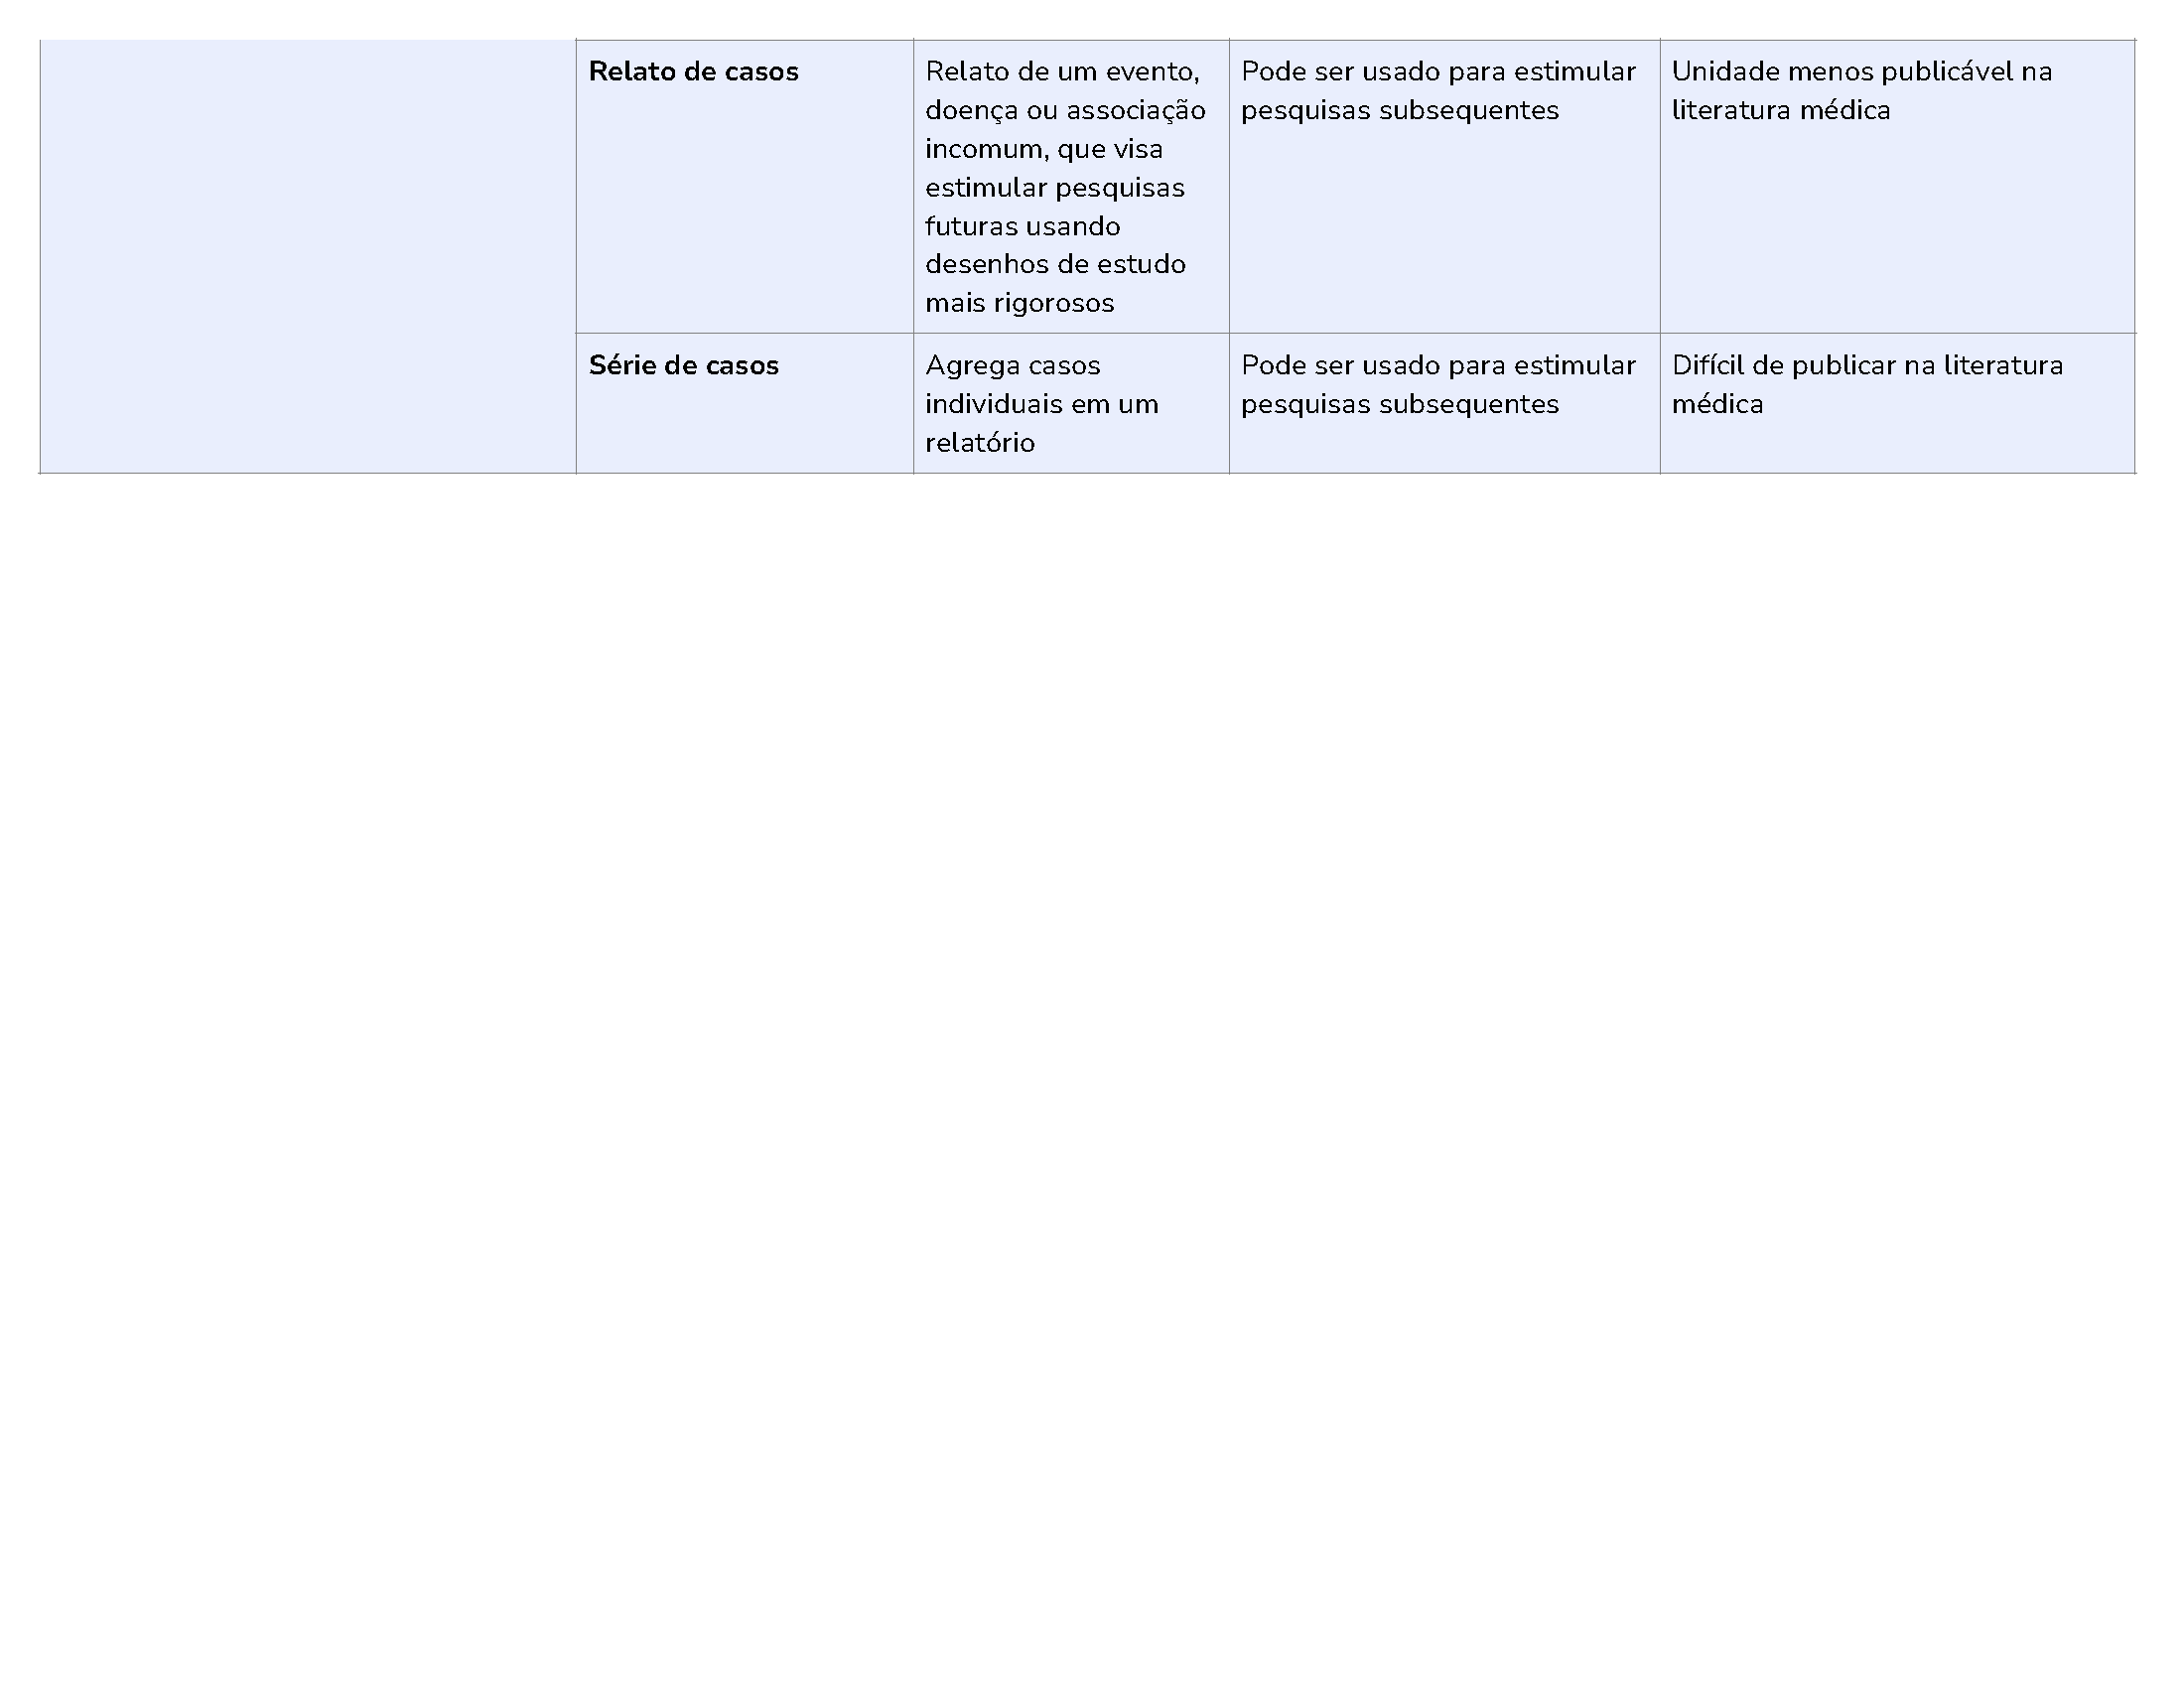 Relato de casos
Relato de um evento,
doença ou associação
incomum, que visa
estimular pesquisas
futuras usando
desenhos de estudo
mais rigorosos
Pode ser usado para estimular
pesquisas subsequentes
Unidade menos publicável na
literatura médica
Série de casos
Agrega casos
individuais em um
relatório
Pode ser usado para estimular
pesquisas subsequentes
Difícil de publicar na literatura
médica